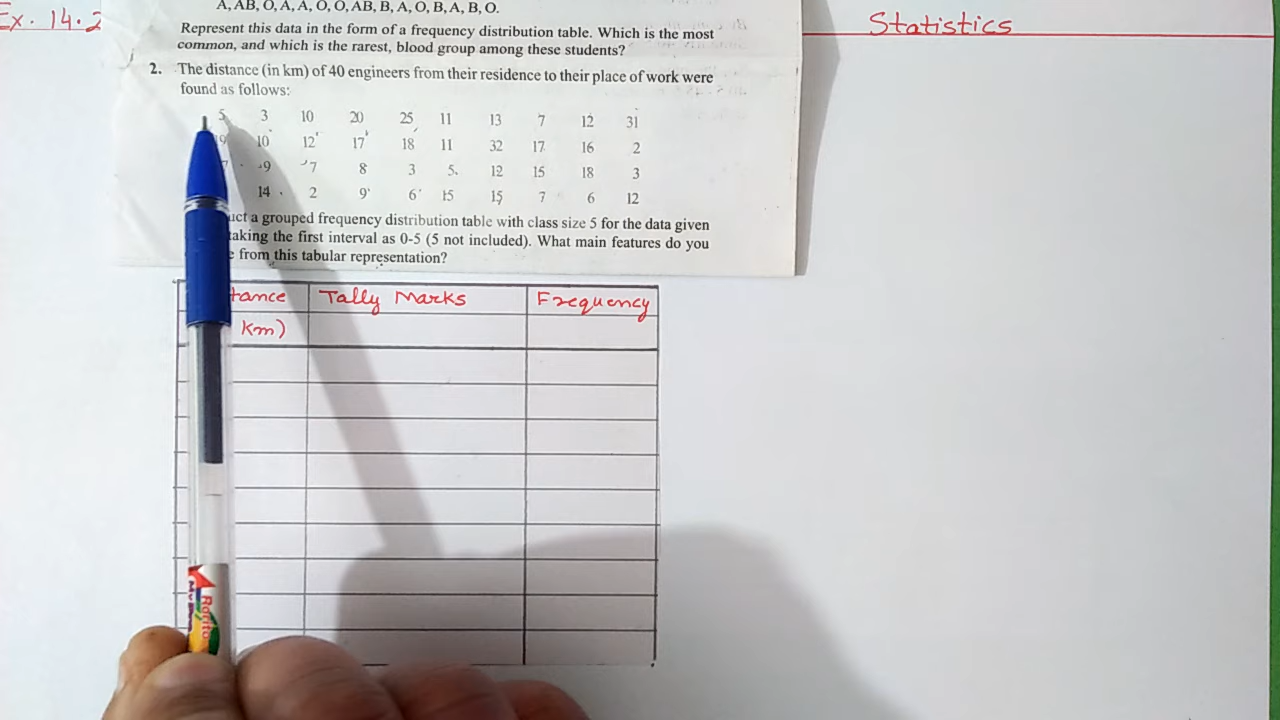 Ex. 14.2
Statistics
A, AB, O, A, A, O, O, AB, B, A, O, B, A, B, O.
Represent this data in the form of a frequency distribution table. Which is the most
common, and which is the rarest, blood group among these students?
2. The distance (in km) of 40 engineers from their residence to their place of work were
found as follows:
5 3 10 20 25 11 13 7 12 31
9 10 12 17 18 11 32 17 16 2
7 9 7 8 3 5 12 15 18 3
14 2 9 6 15 15 7 6 12
a grouped frequency distribution table with class size 5 for the data given
taking the first interval as 0-5 (5 not included). What main features do you
from this tabular representation?
Tally Marks Frequency
km)